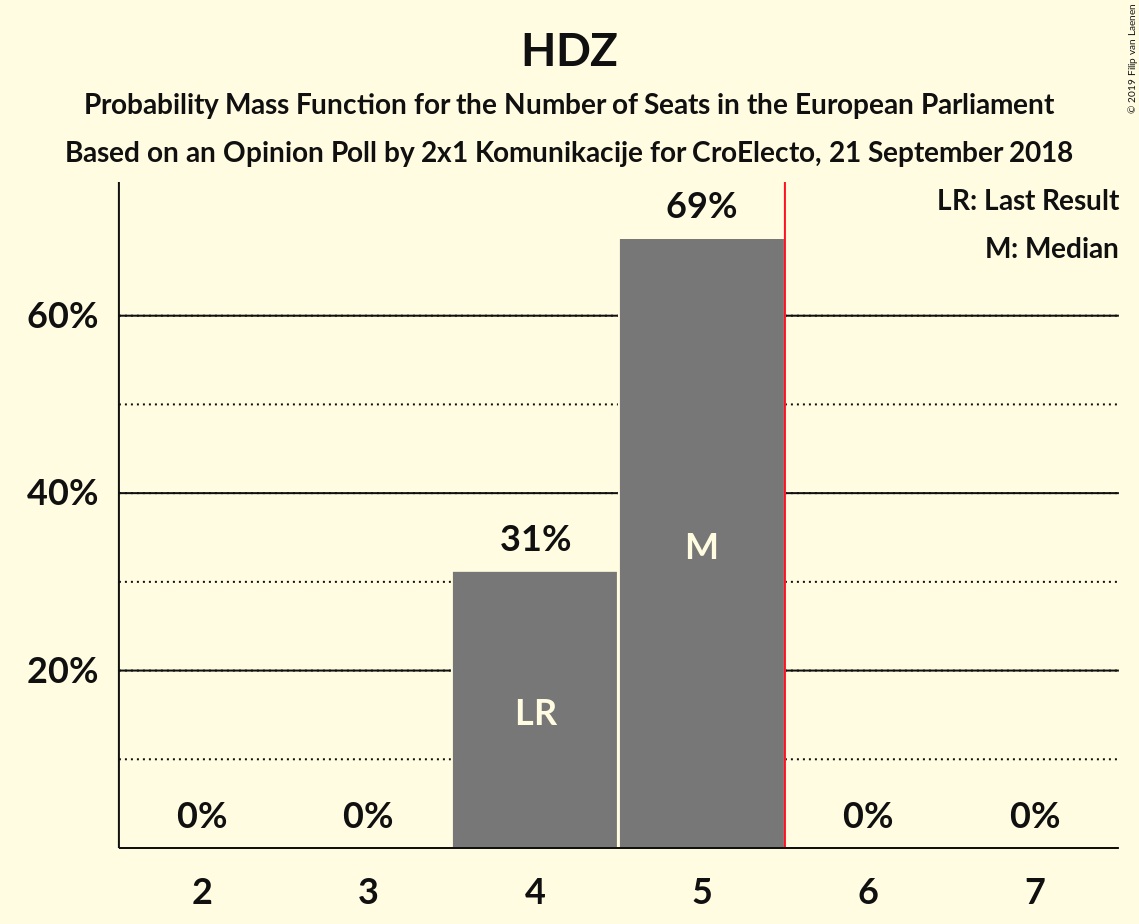 HDZ
Probability Mass Function for the Number of Seats in the European Parliament
Based on an Opinion Poll by 2x1 Komunikacije for CroElecto, 21 September 2018
© 2019 Filip van Laenen
LR: Last Result
M: Median
69%
60%
40%
31%
M
20%
LR
0%
0%
0%
0%
2
3
4
5
6
7